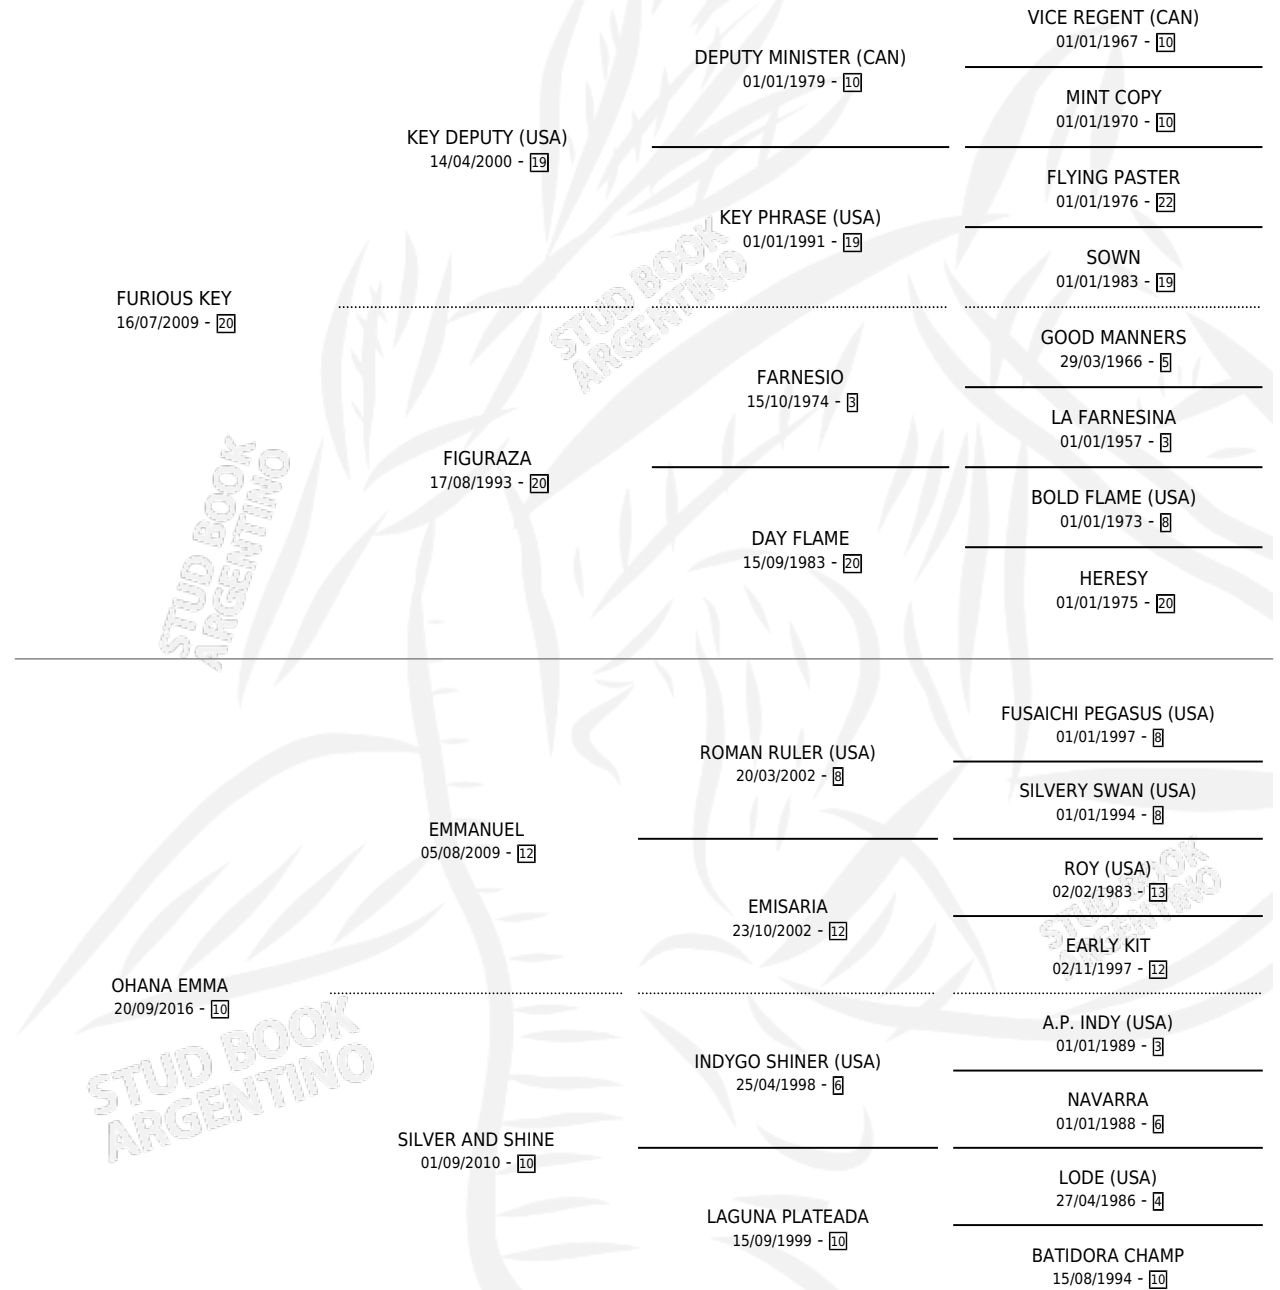 VICE REGENT (CAN)
01/01/1967 - 10
DEPUTY MINISTER (CAN)
01/01/1979 - 10
MINT COPY
01/01/1970 - 10
KEY DEPUTY (USA)
14/04/2000 - 19
FLYING PASTER
01/01/1976 - 22
KEY PHRASE (USA)
01/01/1991 - 19
SOWN
01/01/1983 - 19
FURIOUS KEY
16/07/2009 - 20
STUD BOOK
ARGENTINO
GOOD MANNERS
29/03/1966 - 5
FARNESIO
15/10/1974 - 3
LA FARNESINA
01/01/1957 - 3
FIGURAZA
17/08/1993 - 20
BOLD FLAME (USA)
01/01/1973 - 8
DAY FLAME
15/09/1983 - 20
HERESY
01/01/1975 - 20
STUD BOOK
ARGENTINO
FUSAICHI PEGASUS (USA)
01/01/1997 - 8
ROMAN RULER (USA)
20/03/2002 - 8
SILVERY SWAN (USA)
01/01/1994 - 8
EMMANUEL
05/08/2009 - 12
ROY (USA)
02/02/1983 - 13
EMISARIA
23/10/2002 - 12
STUD BOOK
ARGENTINO
EARLY KIT
02/11/1997 - 12
OHANA EMMA
20/09/2016 - 10
STUD BOOK
ARGENTINO
A.P. INDY (USA)
01/01/1989 - 3
INDYGO SHINER (USA)
25/04/1998 - 6
NAVARRA
01/01/1988 - 6
SILVER AND SHINE
01/09/2010 - 10
LODE (USA)
27/04/1986 - 4
LAGUNA PLATEADA
15/09/1999 - 10
BATIDORA CHAMP
15/08/1994 - 10